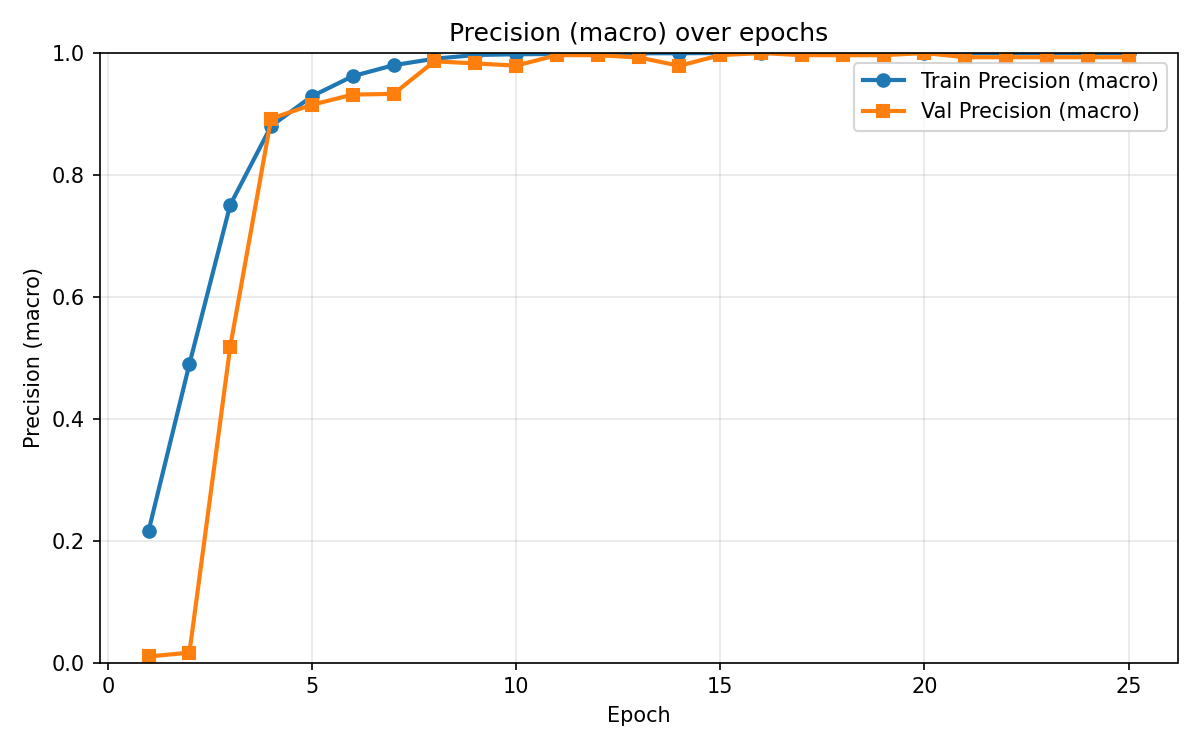 Precision (macro) over epochs
1.0
Train Precision (macro)
Val Precision (macro)
0.8
0.6
0.4
0.2
0.0
Precision (macro)
0 5 10 15 20 25
Epoch